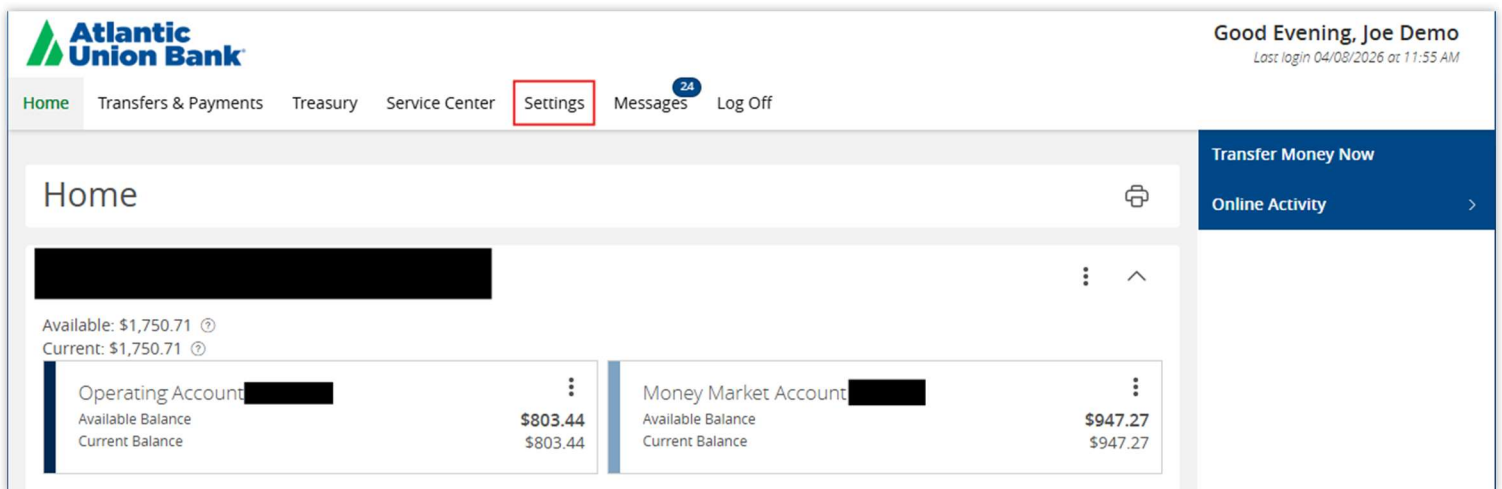 Atlantic
Union Bank
Good Evening, Joe Demo
Last login 04/08/2026 at 11:55 AM
Home Transfers & Payments Treasury Service Center Settings Messages 24 Log Off
Transfer Money Now
Online Activity
Home
Available: $1,750.71
Current: $1,750.71
Operating Account
Available Balance $803.44
Current Balance $803.44
Money Market Account
Available Balance $947.27
Current Balance $947.27